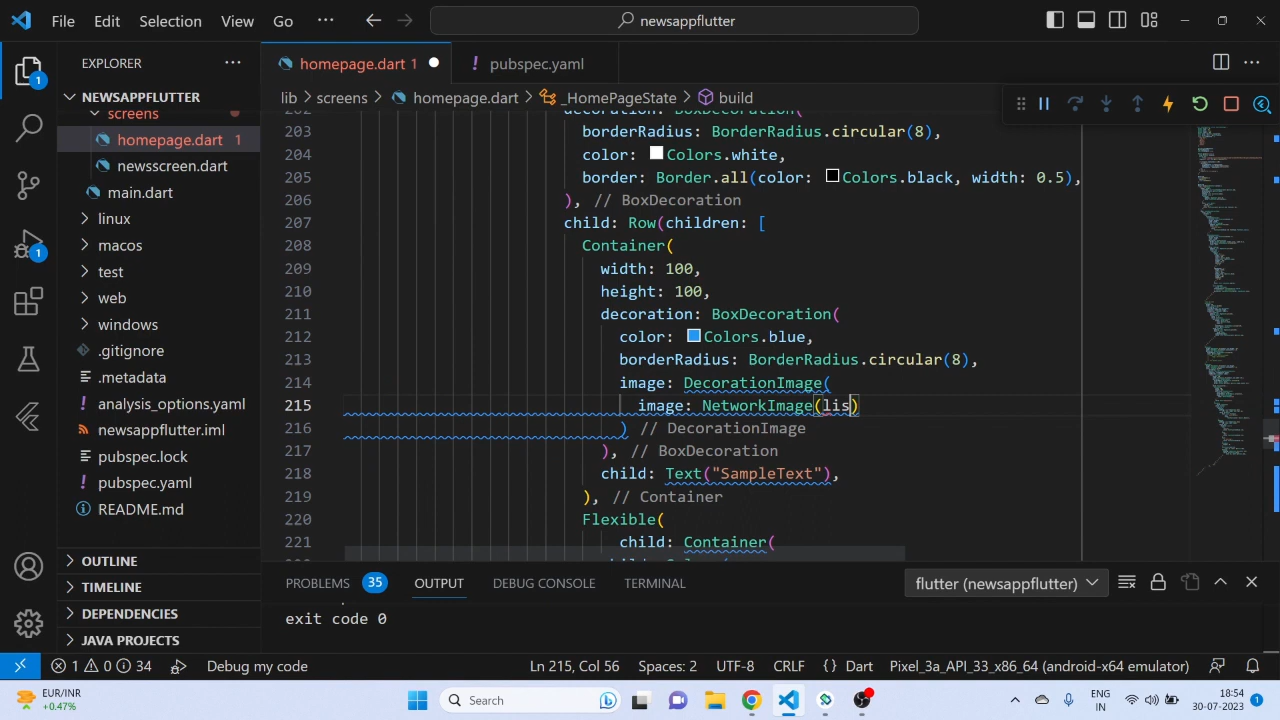 File Edit Selection View Go ··· newsappflutter
EXPLORER ···
homepage.dart 1
pubspec.yaml
NEWSAPPFLUTTER
lib > screens > homepage.dart > _HomePageState > build
screens
homepage.dart 1
newsscreen.dart
main.dart
linux
macos
test
web
windows
.gitignore
.metadata
analysis_options.yaml
newsappflutter.iml
pubspec.lock
pubspec.yaml
README.md
OUTLINE
TIMELINE
DEPENDENCIES
JAVA PROJECTS
1
1
202 decoration: BoxDecoration(
203 borderRadius: BorderRadius.circular(8),
204 color: Colors.white,
205 border: Border.all(color: Colors.black, width: 0.5),
206 ), // BoxDecoration
207 child: Row(children: [
208 Container(
209 width: 100,
210 height: 100,
211 decoration: BoxDecoration(
212 color: Colors.blue,
213 borderRadius: BorderRadius.circular(8),
214 image: DecorationImage(
215 image: NetworkImage(lis)
216 ) // DecorationImage
217 ), // BoxDecoration
218 child: Text("SampleText"),
219 ), // Container
220 Flexible(
221 child: Container(
PROBLEMS 35 OUTPUT DEBUG CONSOLE TERMINAL flutter (newsappflutter)
exit code 0
1 0 34 Debug my code Ln 215, Col 56 Spaces: 2 UTF-8 CRLF {} Dart Pixel_3a_API_33_x86_64 (android-x64 emulator)
EUR/INR
+0.47%
Search
ENG
IN
18:54
30-07-2023
1